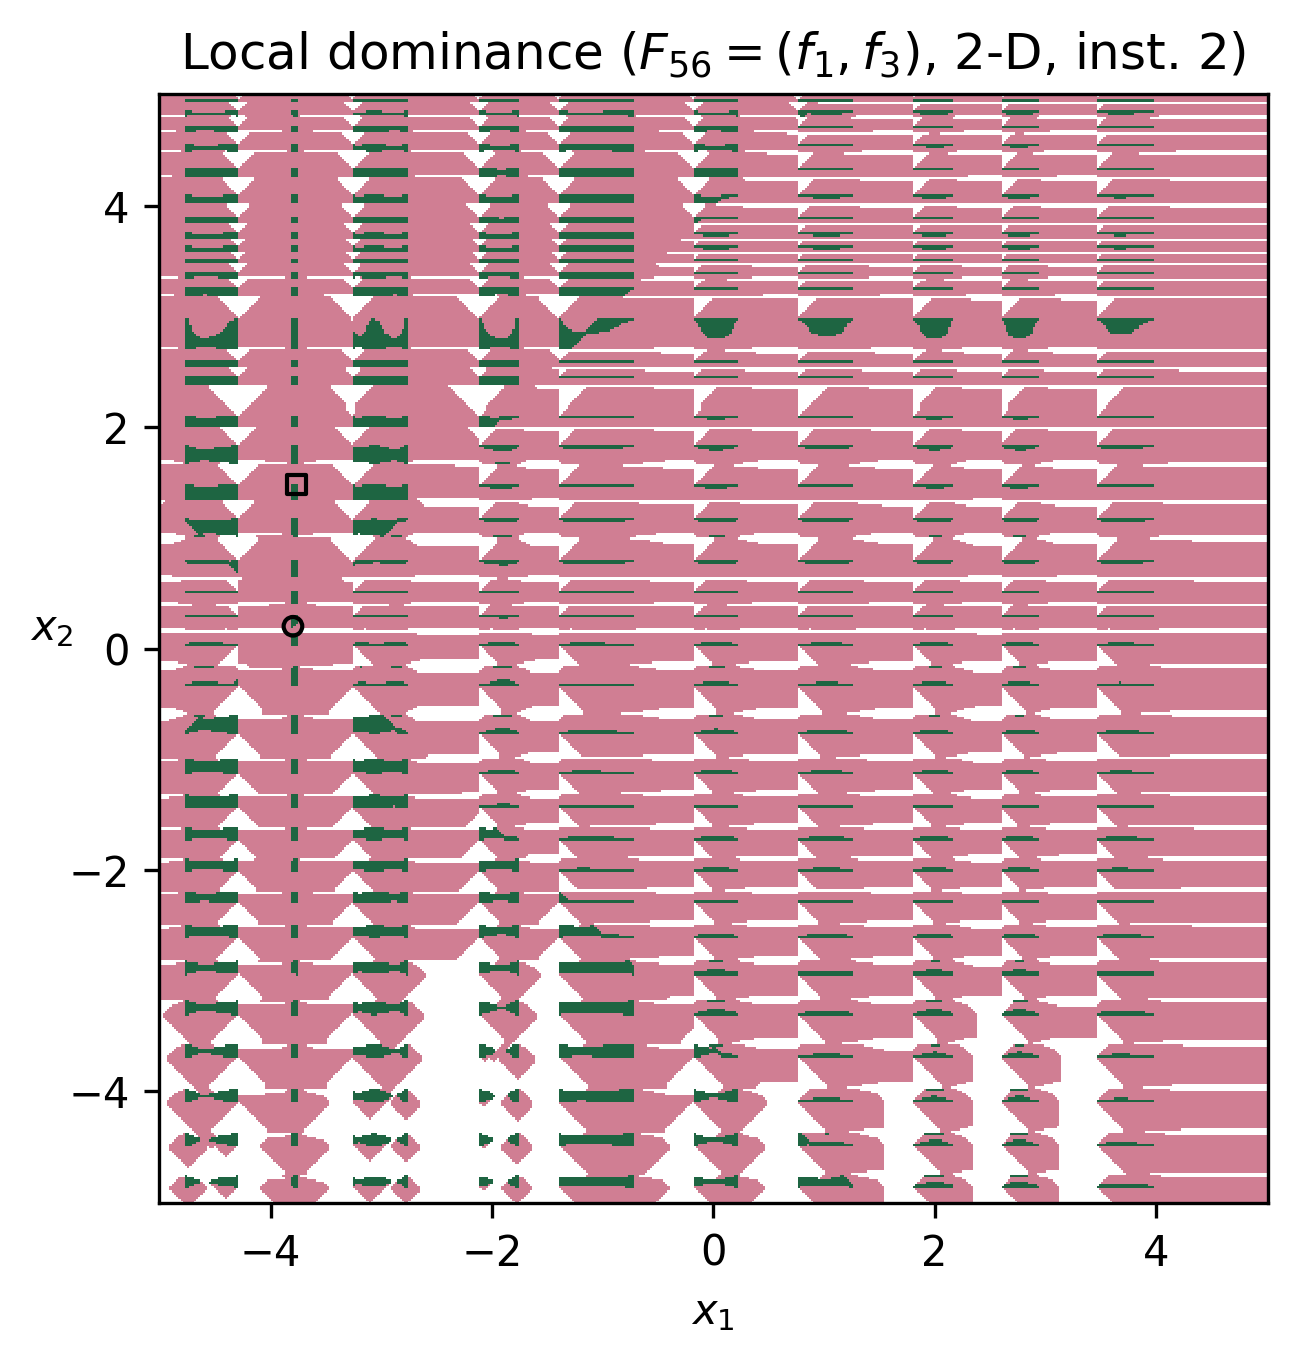 Local dominance (F₅₆ = (f₁, f₃), 2-D, inst. 2)
4
2
x₂
0
−2
−4
−4 −2 0 2 4
x₁